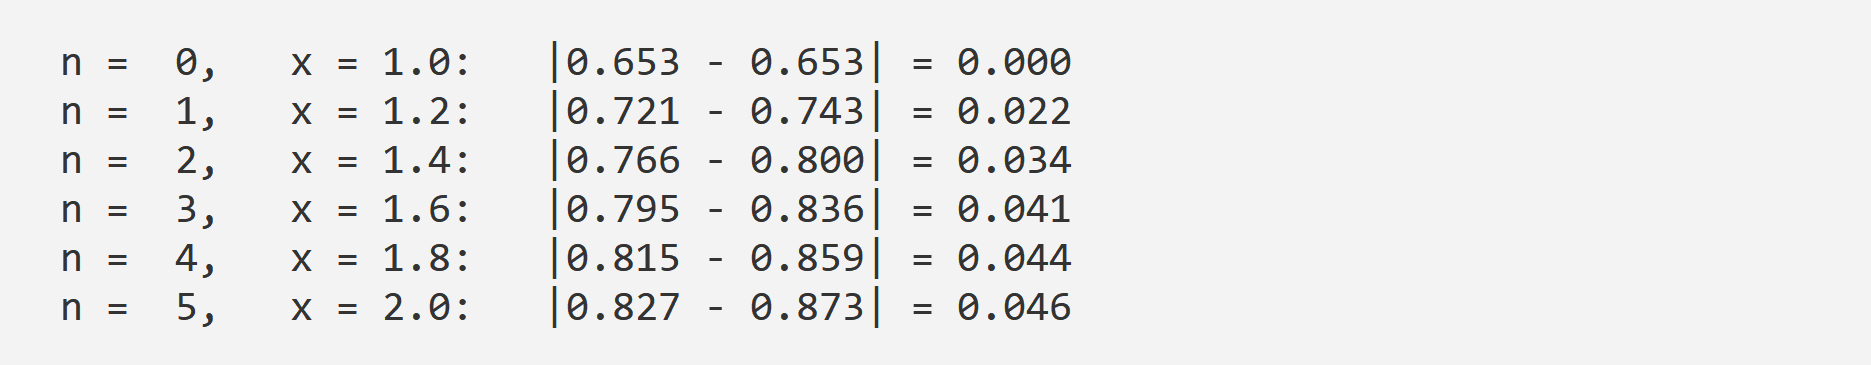 n =  0,   x = 1.0:   |0.653 - 0.653| = 0.000
n =  1,   x = 1.2:   |0.721 - 0.743| = 0.022
n =  2,   x = 1.4:   |0.766 - 0.800| = 0.034
n =  3,   x = 1.6:   |0.795 - 0.836| = 0.041
n =  4,   x = 1.8:   |0.815 - 0.859| = 0.044
n =  5,   x = 2.0:   |0.827 - 0.873| = 0.046